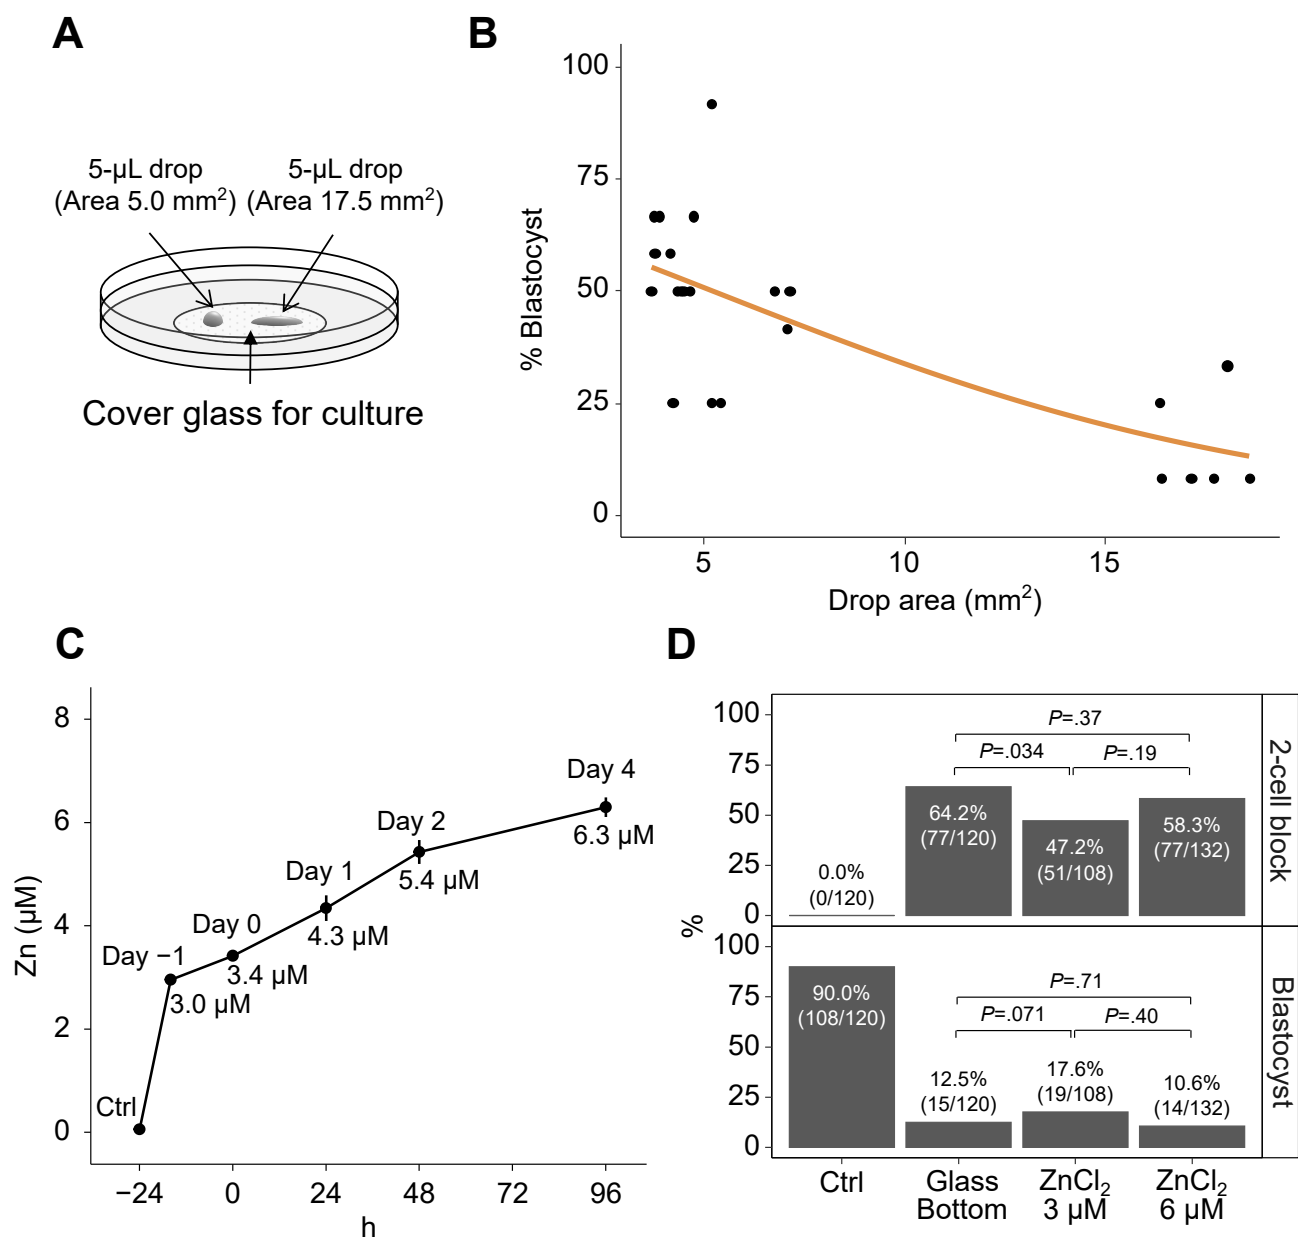 A
5-µL drop
(Area 5.0 mm²)
5-µL drop
(Area 17.5 mm²)
Cover glass for culture
B
100
75
50
25
0
% Blastocyst
5
10
15
Drop area (mm²)
C
8
6
4
2
0
Zn (µM)
Ctrl
Day −1
3.0 µM
Day 0
3.4 µM
Day 1
4.3 µM
Day 2
5.4 µM
Day 4
6.3 µM
−24
0
24
48
72
96
h
D
%
100
75
50
25
0
P=.37
P=.034
P=.19
0.0%
(0/120)
64.2%
(77/120)
47.2%
(51/108)
58.3%
(77/132)
2-cell block
100
75
50
25
0
P=.71
P=.071
P=.40
90.0%
(108/120)
12.5%
(15/120)
17.6%
(19/108)
10.6%
(14/132)
Blastocyst
Ctrl
Glass
Bottom
ZnCl₂
3 µM
ZnCl₂
6 µM